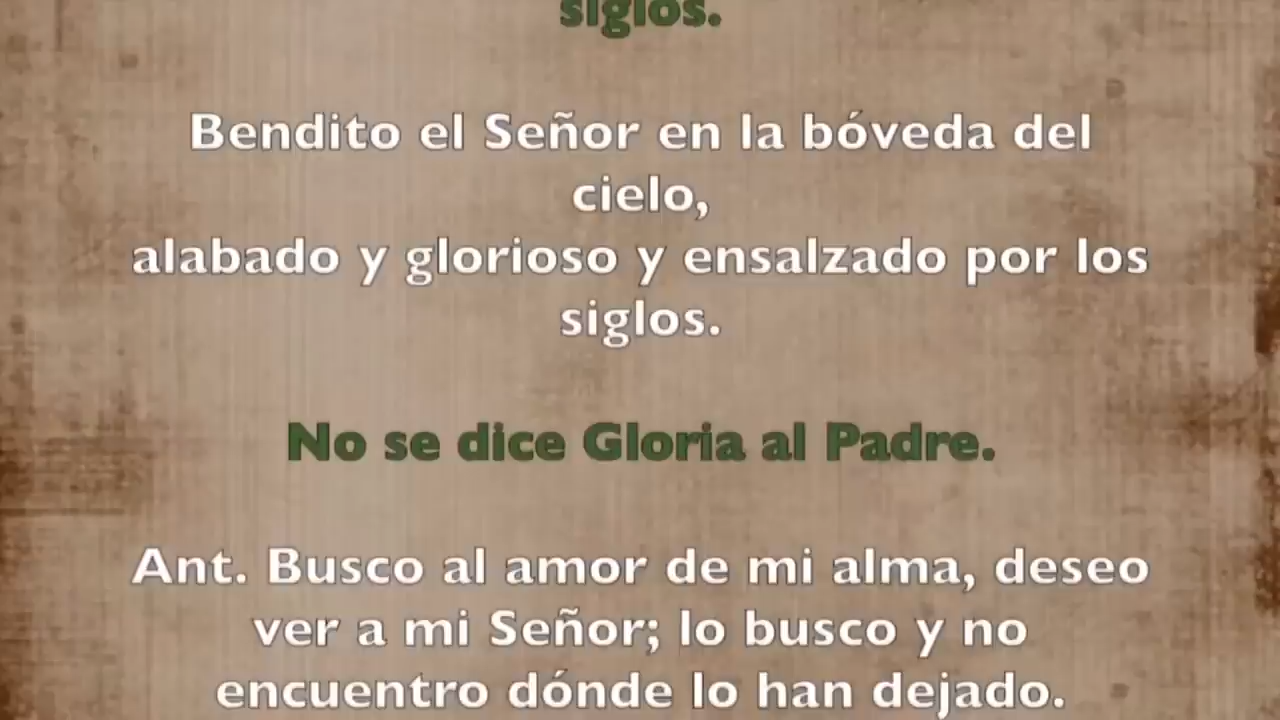 siglos.
Bendito el Señor en la bóveda del
cielo,
alabado y glorioso y ensalzado por los
siglos.
No se dice Gloria al Padre.
Ant. Busco al amor de mi alma, deseo
ver a mi Señor; lo busco y no
encuentro dónde lo han dejado.